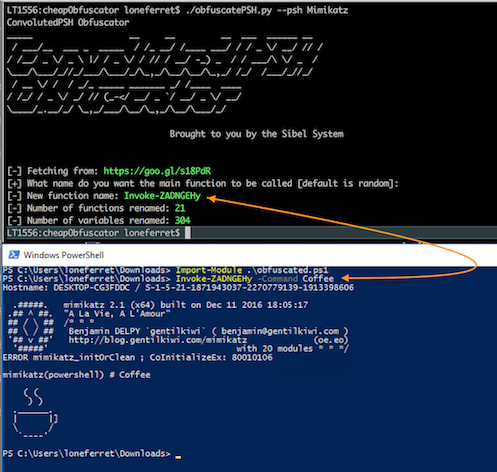 LT1556:cheapObfuscator loneferret$ ./obfuscatePSH.py --psh Mimikatz
ConvolutedPSH Obfuscator
Brought to you by the Sibel System
[-] Fetching from: https://goo.gl/s18PdR
[+] What name do you want the main function to be called [default is random]:
[-] New function name: Invoke-ZADNGEHy
[-] Number of functions renamed: 21
[-] Number of variables renamed: 304
LT1556:cheapObfuscator loneferret$
Windows PowerShell
PS C:\Users\loneferret\Downloads> Import-Module .\obfuscated.ps1
PS C:\Users\loneferret\Downloads> Invoke-ZADNGEHy -Command Coffee
Hostname: DESKTOP-CG3FDDC / S-1-5-21-1871943037-2270779139-1913398606
.#####. mimikatz 2.1 (x64) built on Dec 11 2016 18:05:17
.## ^ ##. "A La Vie, A L'Amour"
## / \ ## /* * *
## \ / ## Benjamin DELPY `gentilkiwi` ( benjamin@gentilkiwi.com )
'## v ##' http://blog.gentilkiwi.com/mimikatz (oe.eo)
'#####' with 20 modules * * */
ERROR mimikatz_initOrClean ; CoInitializeEx: 80010106
mimikatz(powershell) # Coffee
PS C:\Users\loneferret\Downloads>